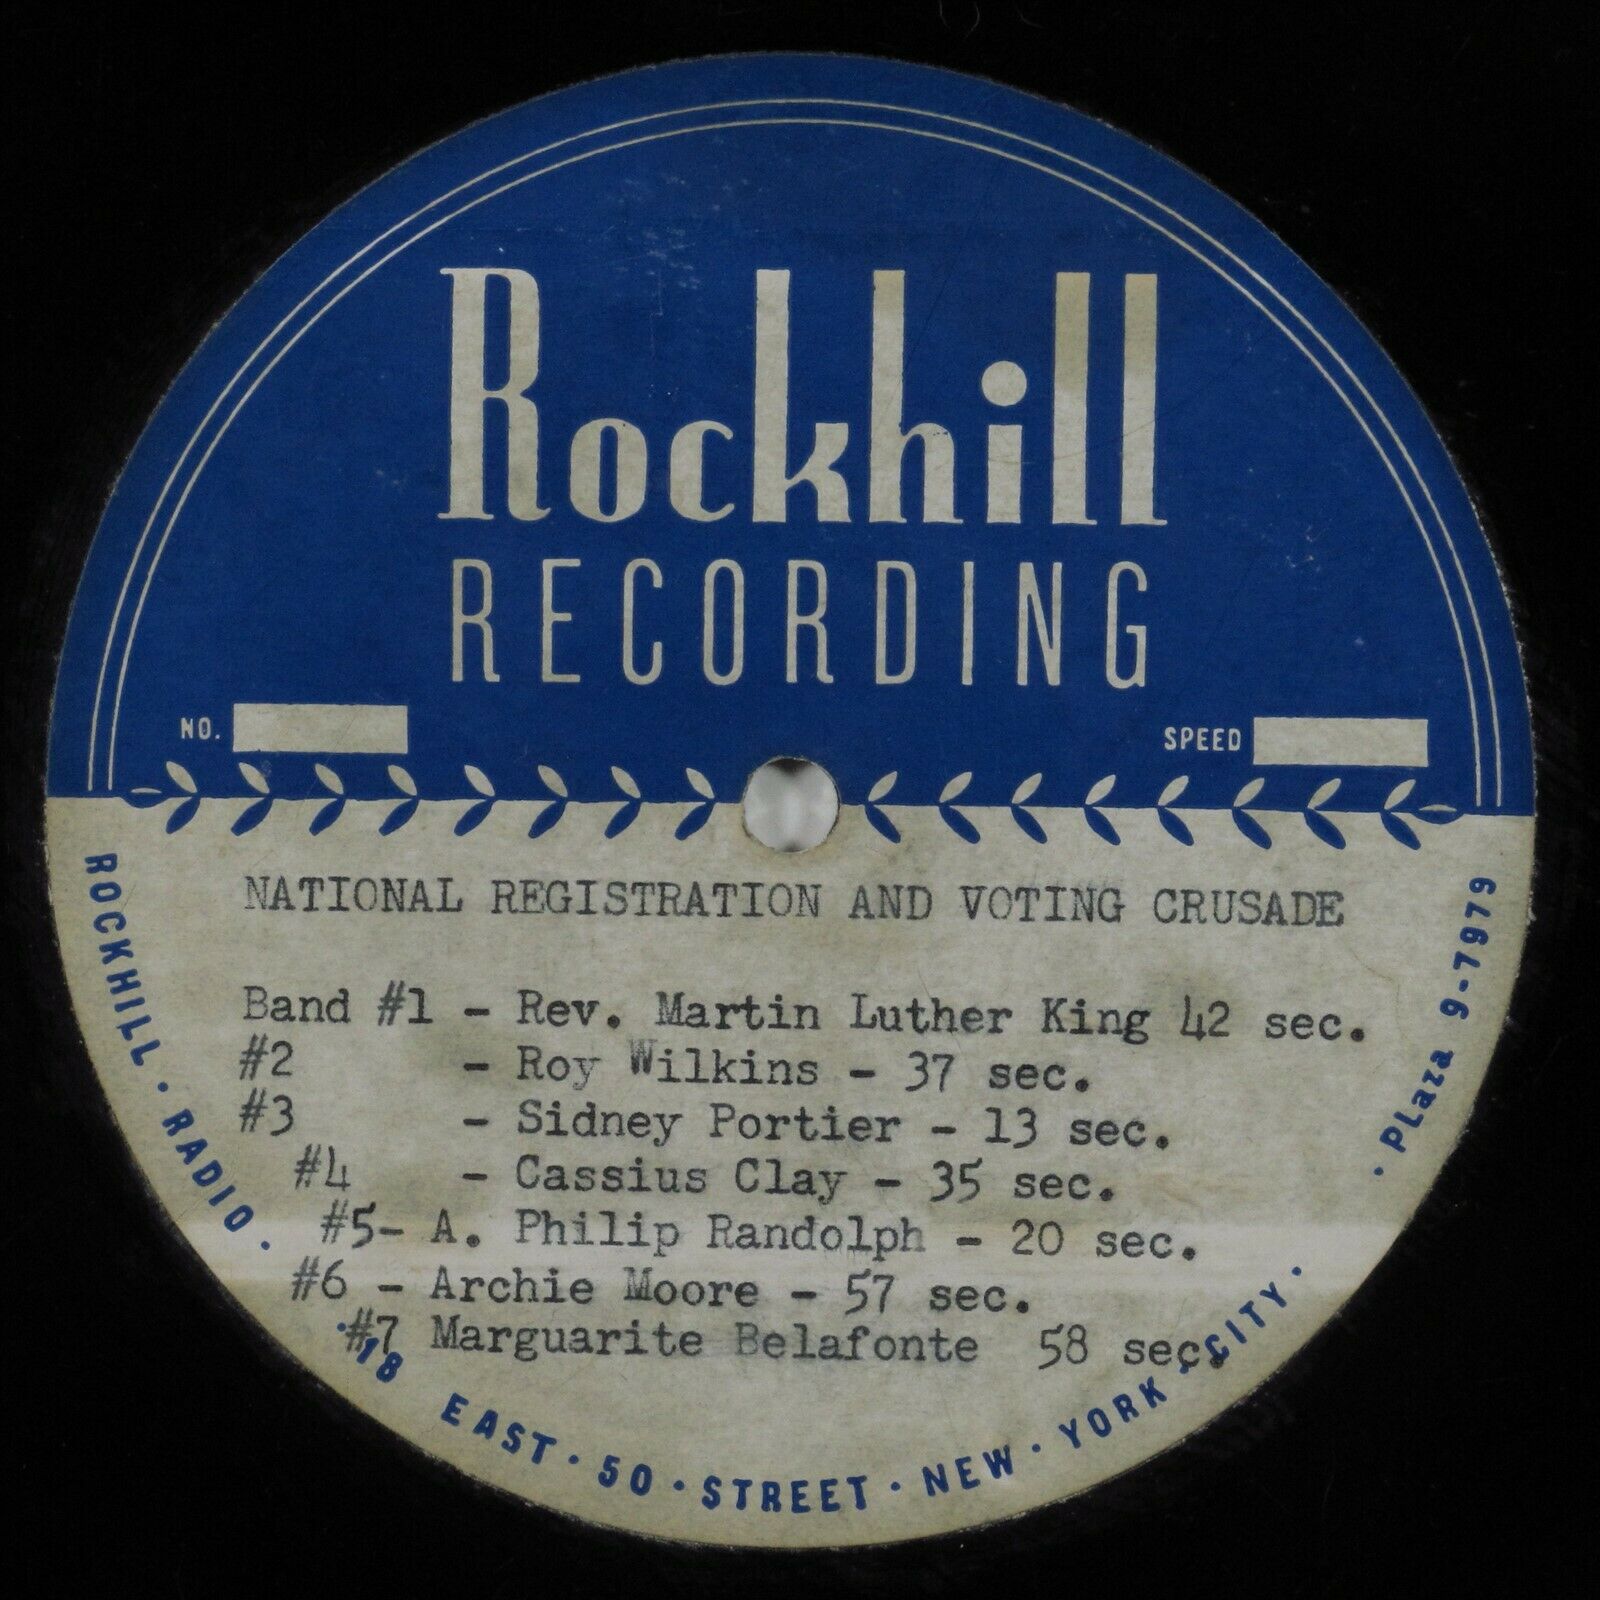 Rockhill
RECORDING
NO.
SPEED
NATIONAL REGISTRATION AND VOTING CRUSADE
Band #1 - Rev. Martin Luther King 42 sec.
#2 - Roy Wilkins - 37 sec.
#3 - Sidney Portier - 13 sec.
#4 - Cassius Clay - 35 sec.
#5- A. Philip Randolph - 20 sec.
#6 - Archie Moore - 57 sec.
#7 Marguarite Belafonte 58 sec.
ROCKHILL · RADIO · 18 EAST · 50 · STREET · NEW · YORK · CITY · Plaza 9-7979